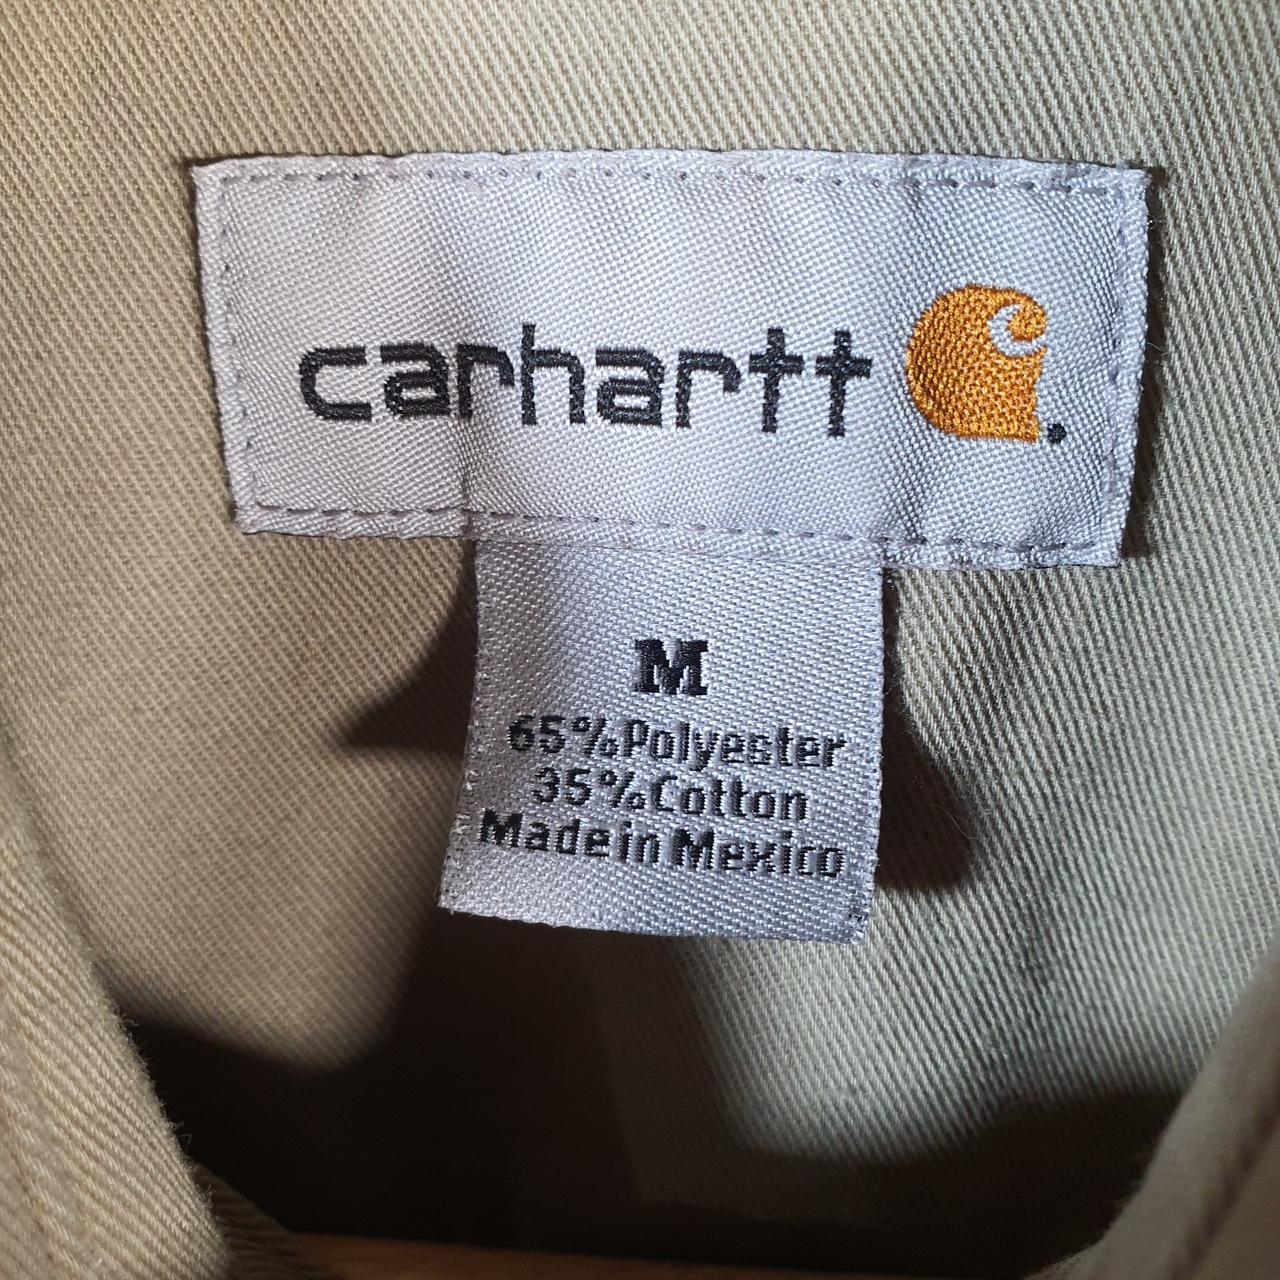 carhartt
M
65%Polyester
35%Cotton
Made in Mexico